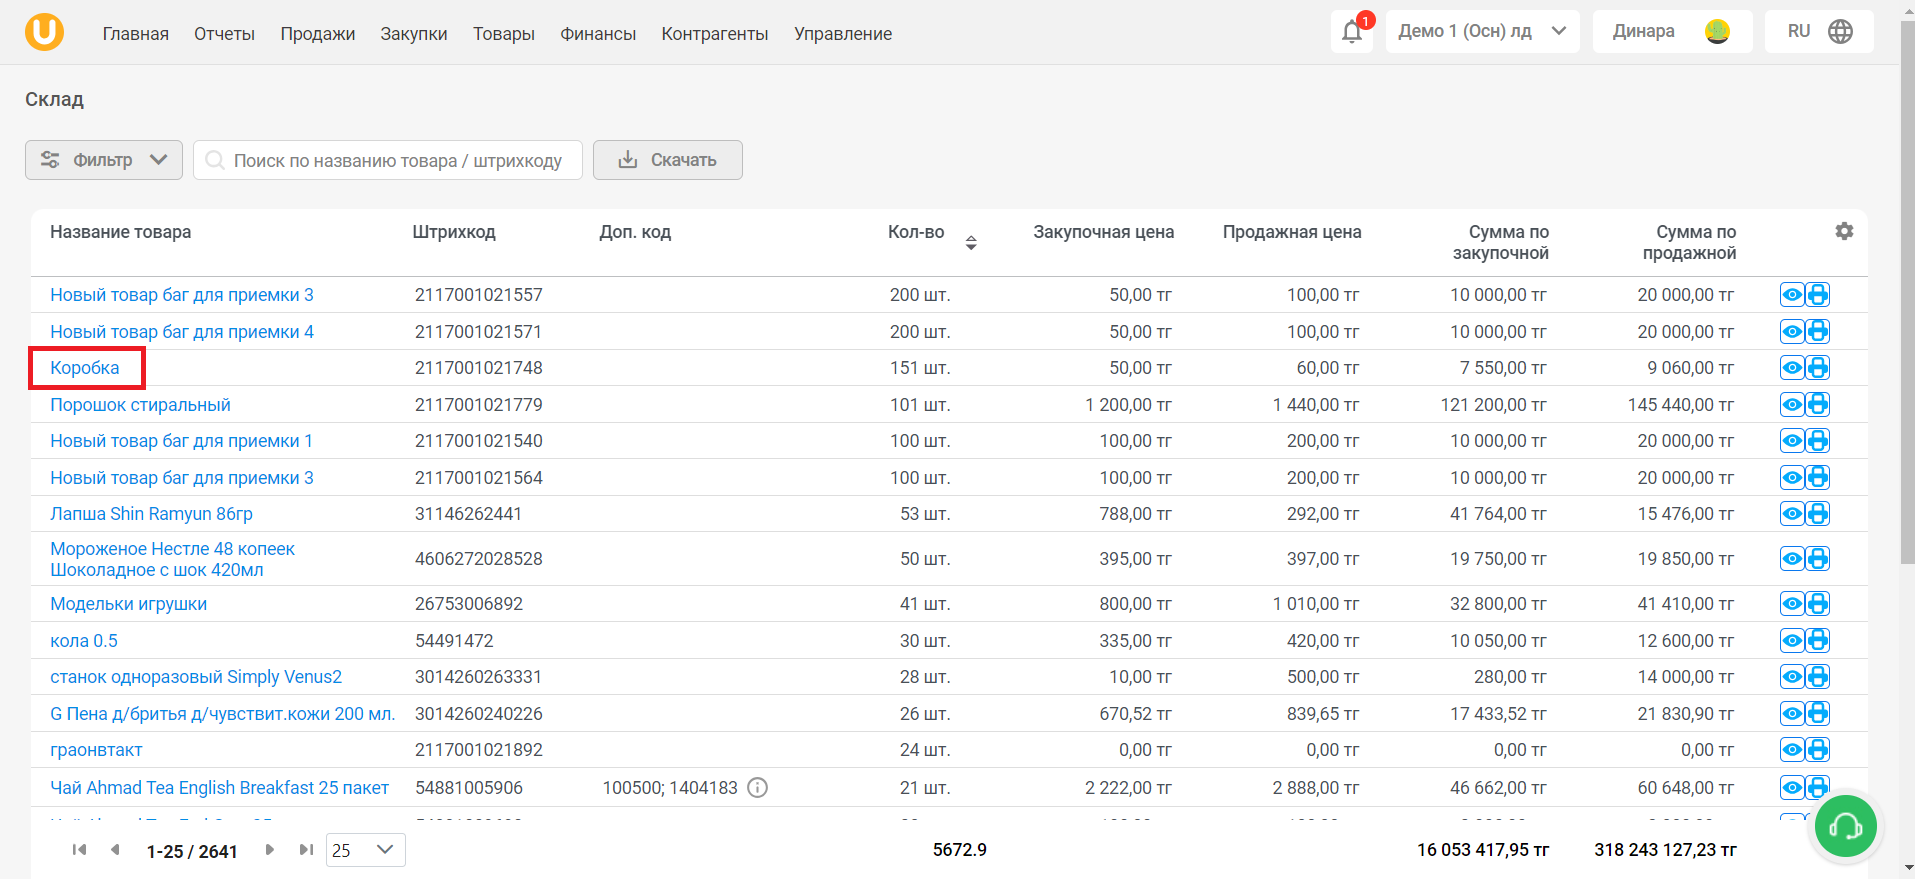 Главная Отчеты Продажи Закупки Товары Финансы Контрагенты Управление 1 Демо 1 (Осн) лд Динара RU
Склад
Фильтр Поиск по названию товара / штрихкоду Скачать
Название товара Штрихкод Доп. код Кол-во Закупочная цена Продажная цена Сумма по закупочной Сумма по продажной
Новый товар баг для приемки 3 2117001021557 200 шт. 50,00 тг 100,00 тг 10 000,00 тг 20 000,00 тг
Новый товар баг для приемки 4 2117001021571 200 шт. 50,00 тг 100,00 тг 10 000,00 тг 20 000,00 тг
Коробка 2117001021748 151 шт. 50,00 тг 60,00 тг 7 550,00 тг 9 060,00 тг
Порошок стиральный 2117001021779 101 шт. 1 200,00 тг 1 440,00 тг 121 200,00 тг 145 440,00 тг
Новый товар баг для приемки 1 2117001021540 100 шт. 100,00 тг 200,00 тг 10 000,00 тг 20 000,00 тг
Новый товар баг для приемки 3 2117001021564 100 шт. 100,00 тг 200,00 тг 10 000,00 тг 20 000,00 тг
Лапша Shin Ramyun 86гр 31146262441 53 шт. 788,00 тг 292,00 тг 41 764,00 тг 15 476,00 тг
Мороженое Нестле 48 копеек
Шоколадное с шок 420мл 4606272028528 50 шт. 395,00 тг 397,00 тг 19 750,00 тг 19 850,00 тг
Модельки игрушки 26753006892 41 шт. 800,00 тг 1 010,00 тг 32 800,00 тг 41 410,00 тг
кола 0.5 54491472 30 шт. 335,00 тг 420,00 тг 10 050,00 тг 12 600,00 тг
станок одноразовый Simply Venus2 3014260263331 28 шт. 10,00 тг 500,00 тг 280,00 тг 14 000,00 тг
G Пена д/бритья д/чувствит.кожи 200 мл. 3014260240226 26 шт. 670,52 тг 839,65 тг 17 433,52 тг 21 830,90 тг
граонвтакт 2117001021892 24 шт. 0,00 тг 0,00 тг 0,00 тг 0,00 тг
Чай Ahmad Tea English Breakfast 25 пакет 54881005906 100500; 1404183 21 шт. 2 222,00 тг 2 888,00 тг 46 662,00 тг 60 648,00 тг
1-25 / 2641 25 5672.9 16 053 417,95 тг 318 243 127,23 тг